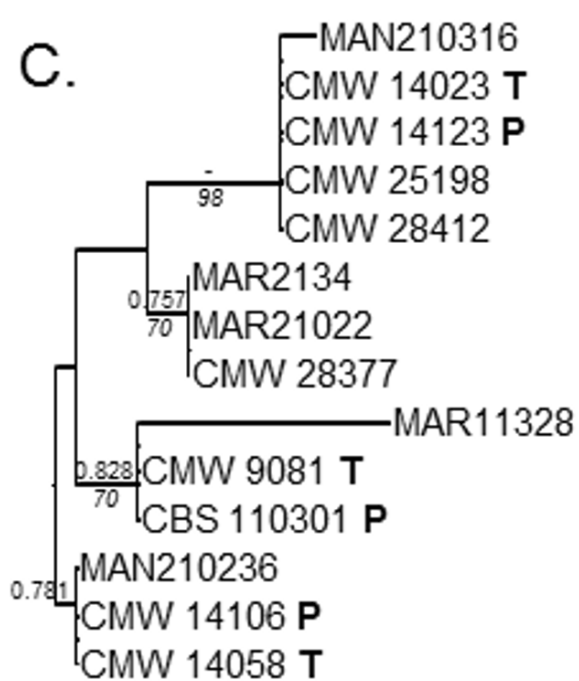 C.
MAN210316
CMW 14023 T
CMW 14123 P
-
CMW 25198
98
CMW 28412
MAR2134
0.757
MAR21022
70
CMW 28377
MAR11328
0.828
CMW 9081 T
70
CBS 110301 P
MAN210236
0.781
CMW 14106 P
CMW 14058 T